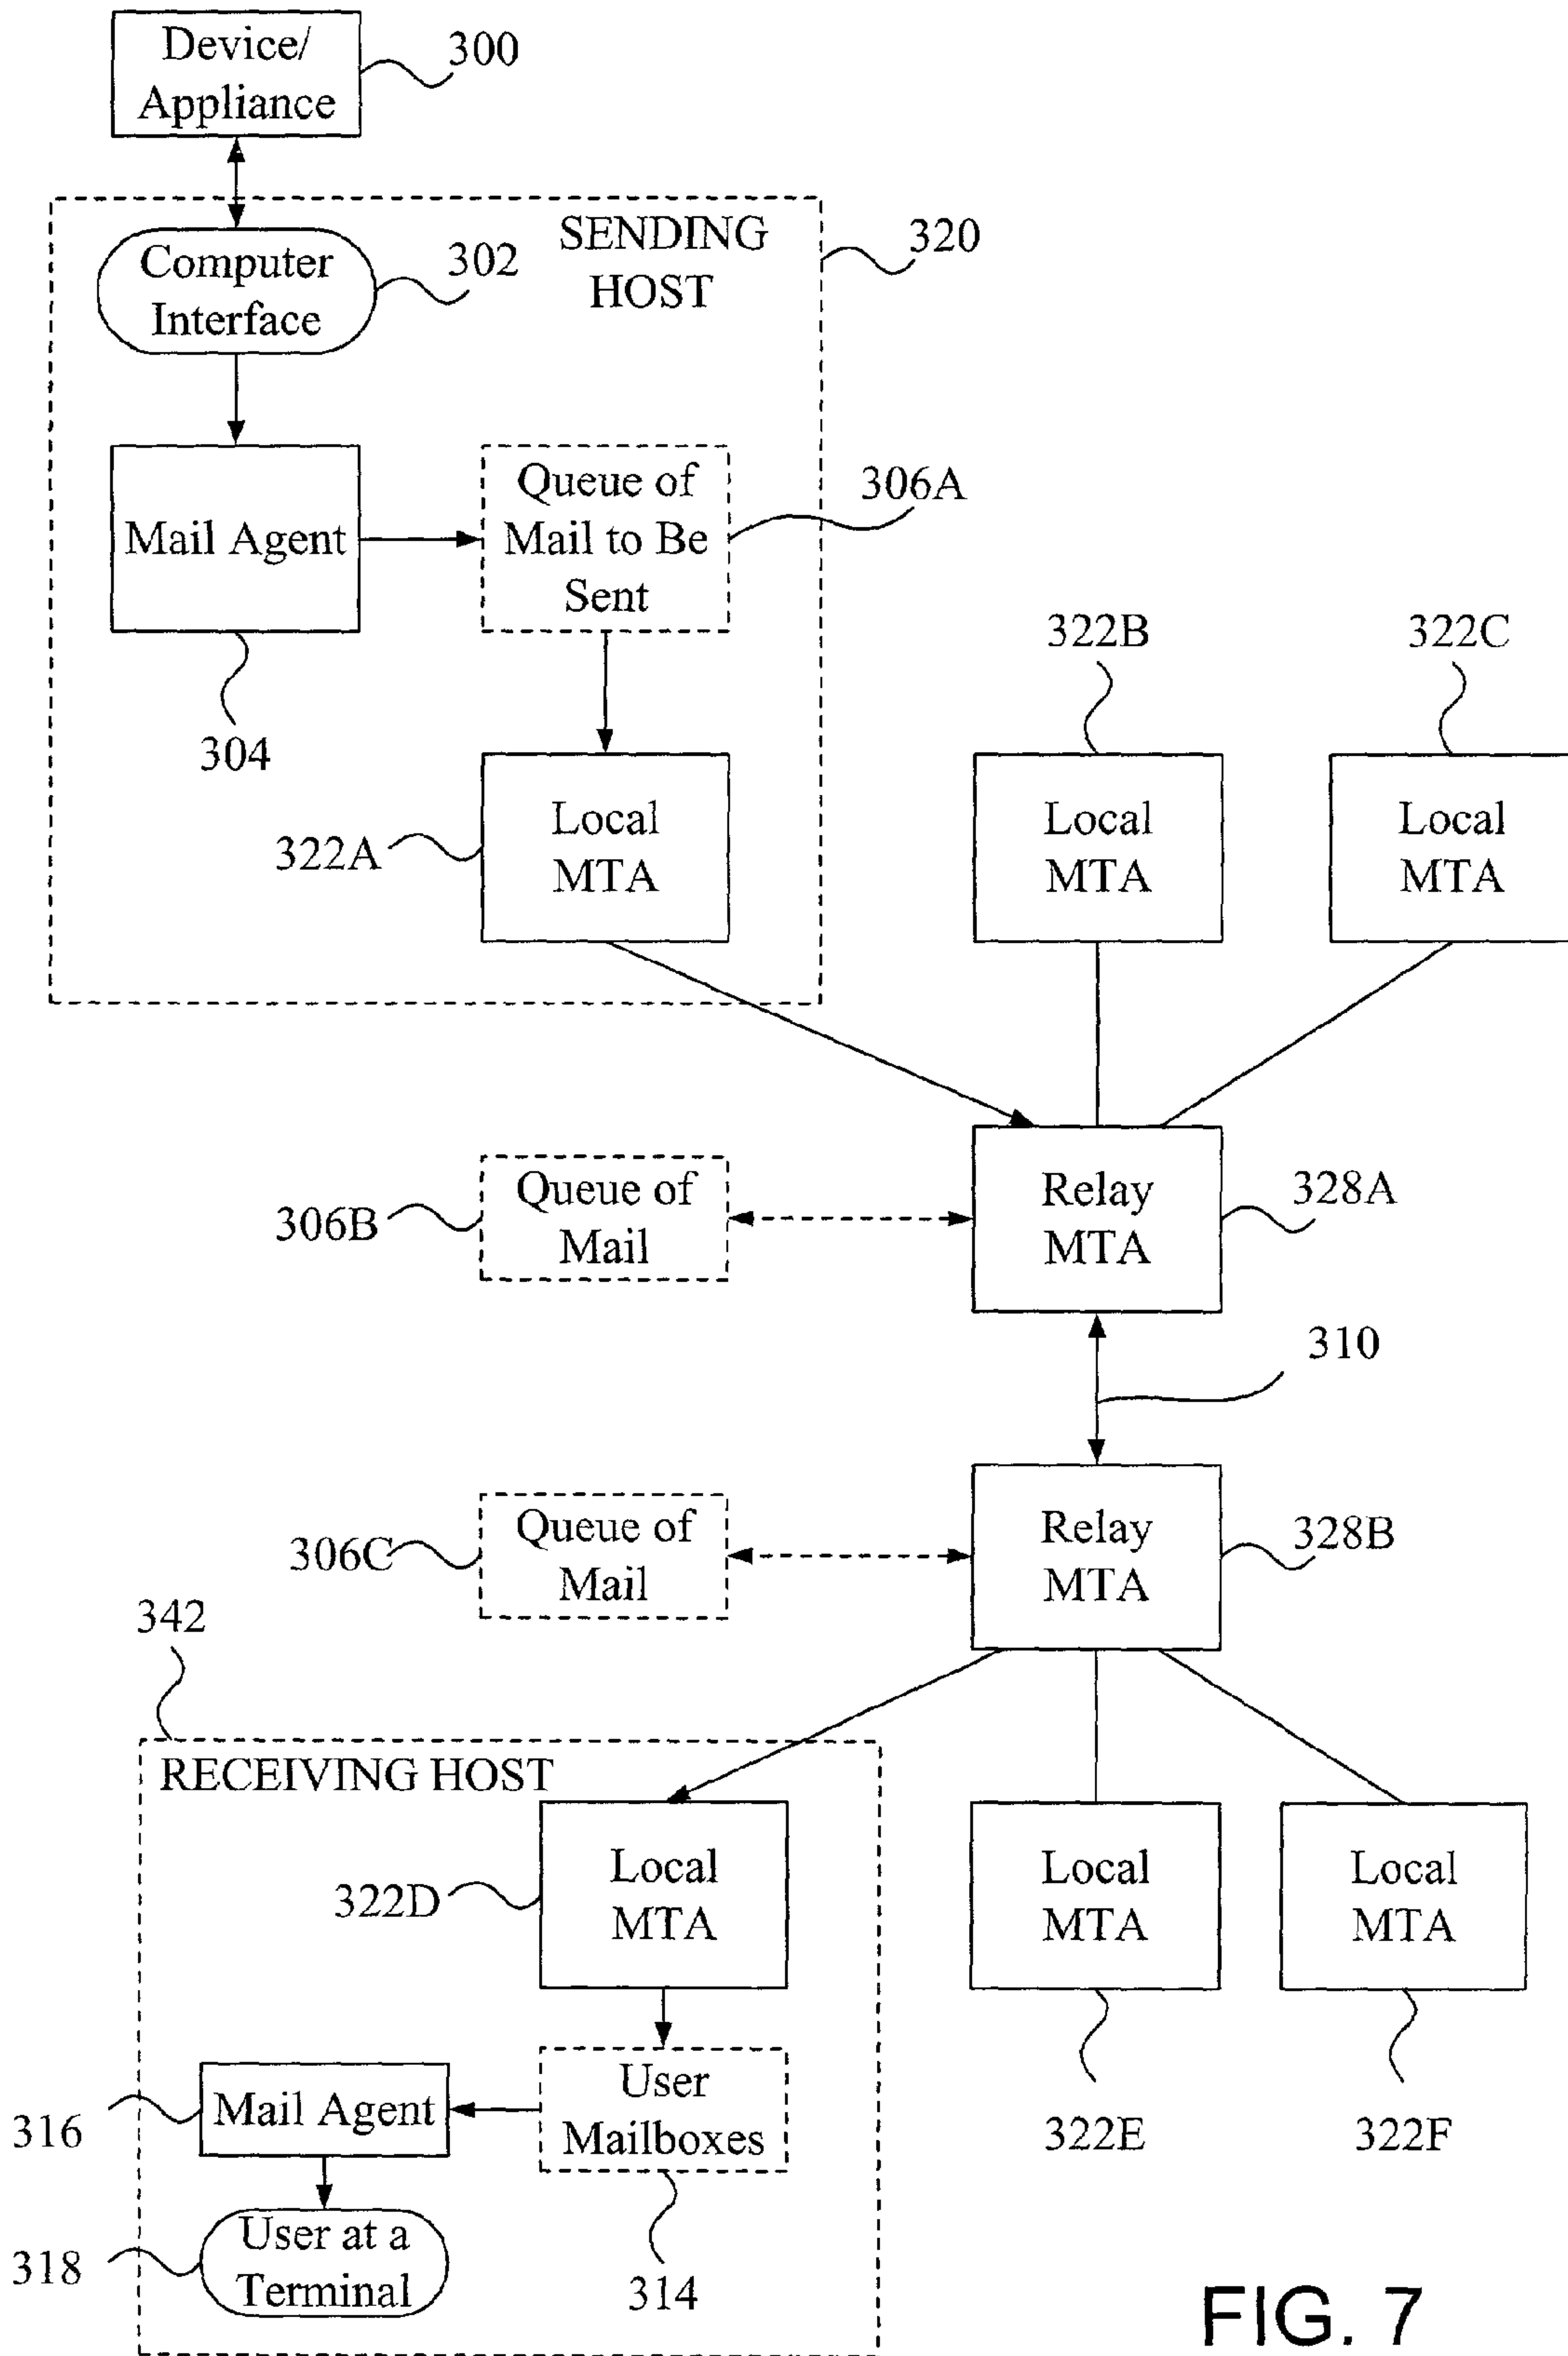 Device/
Appliance
300
SENDING
HOST
320
Computer
Interface
302
Mail Agent
304
Queue of
Mail to Be
Sent
306A
322A
Local
MTA
322B
Local
MTA
322C
Local
MTA
306B
Queue of
Mail
Relay
MTA
328A
310
306C
Queue of
Mail
Relay
MTA
328B
342
RECEIVING HOST
322D
Local
MTA
Local
MTA
322E
Local
MTA
322F
316
Mail Agent
User
Mailboxes
314
318
User at a
Terminal
FIG. 7